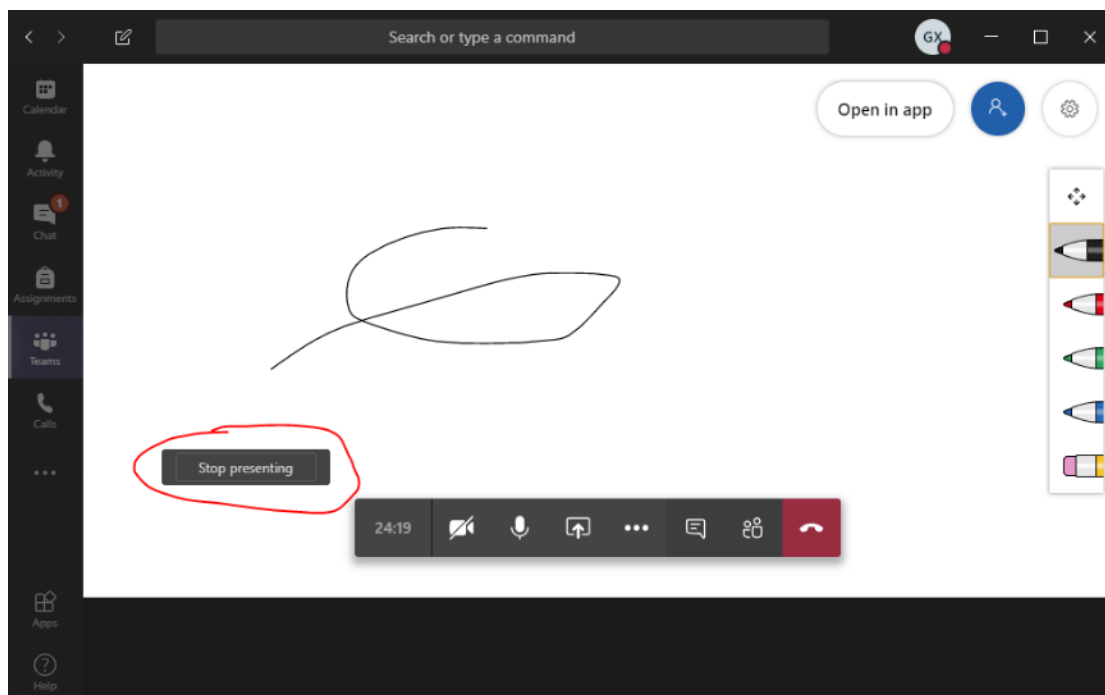 Search or type a command
GX
Calendar
Open in app
Activity
1
Chat
Assignments
Teams
Calls
Stop presenting
24:19
Apps
Help